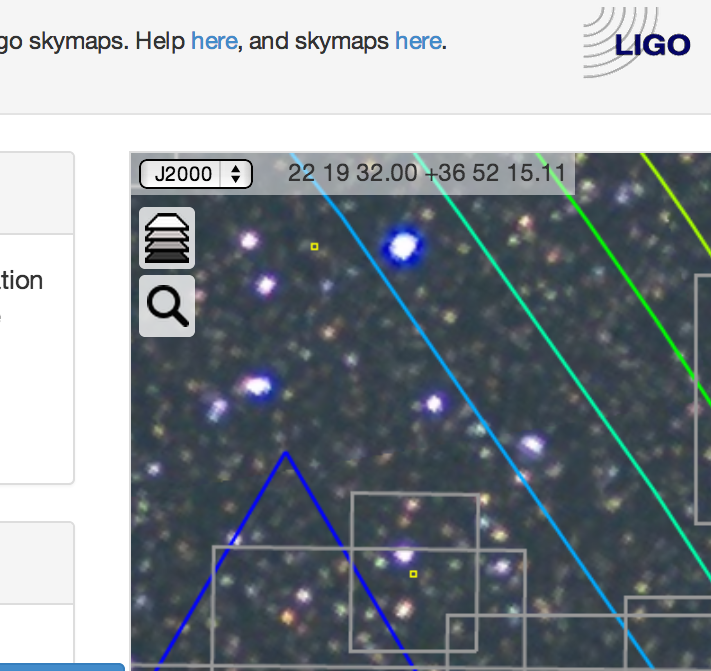 go skymaps. Help here, and skymaps here.
LIGO
J2000 22 19 32.00 +36 52 15.11
tion